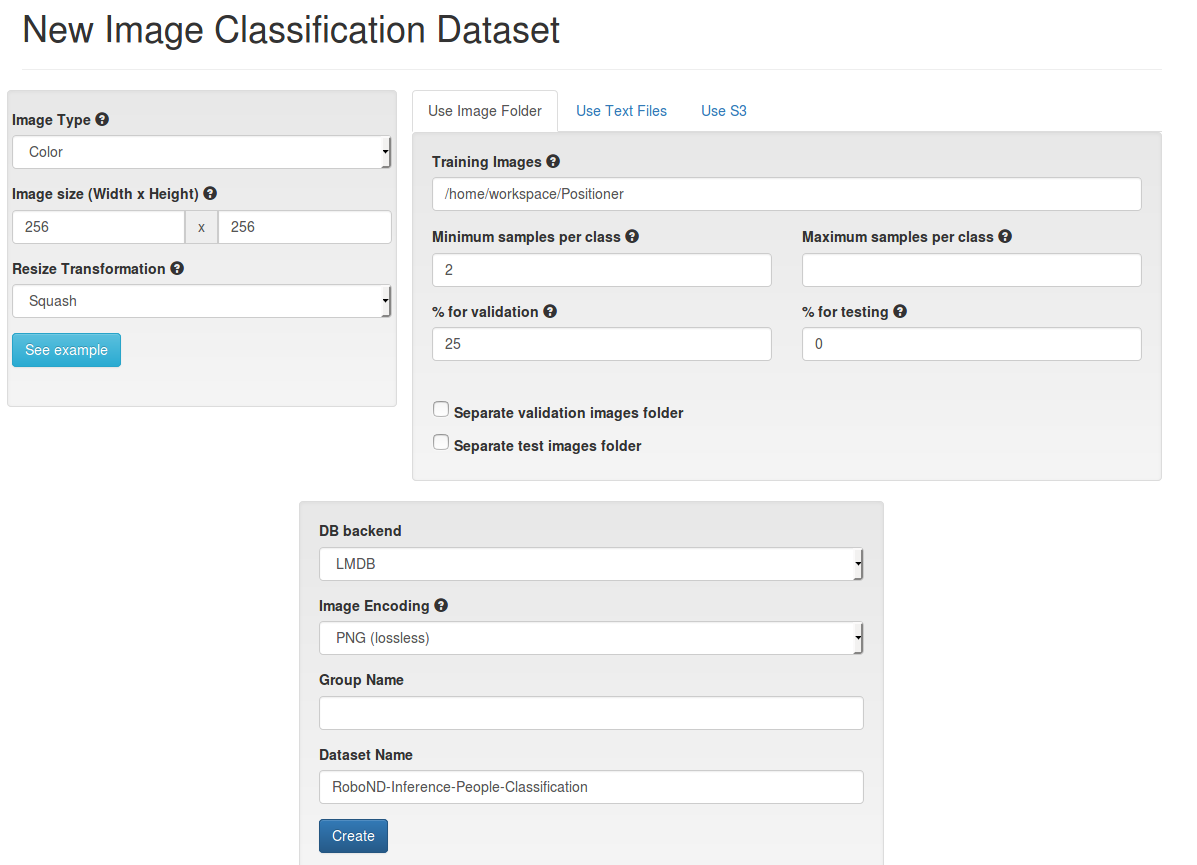 New Image Classification Dataset
Image Type
Color
Image size (Width x Height)
256 x 256
Resize Transformation
Squash
See example
Use Image Folder Use Text Files Use S3
Training Images
/home/workspace/Positioner
Minimum samples per class Maximum samples per class
2
% for validation % for testing
25 0
Separate validation images folder
Separate test images folder
DB backend
LMDB
Image Encoding
PNG (lossless)
Group Name
Dataset Name
RoboND-Inference-People-Classification
Create